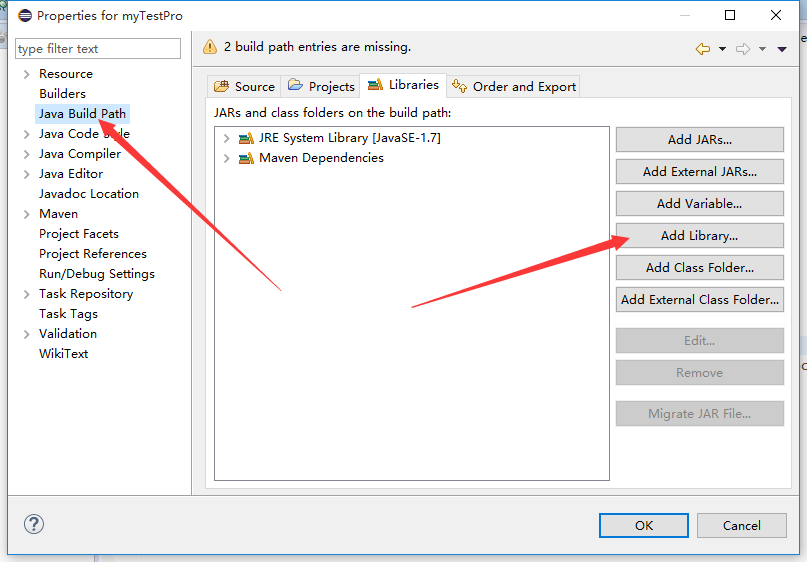 Properties for myTestPro
type filter text
2 build path entries are missing.
Resource
Builders
Java Build Path
Java Code Style
Java Compiler
Java Editor
Javadoc Location
Maven
Project Facets
Project References
Run/Debug Settings
Task Repository
Task Tags
Validation
WikiText
Source
Projects
Libraries
Order and Export
JARs and class folders on the build path:
JRE System Library [JavaSE-1.7]
Maven Dependencies
Add JARs...
Add External JARs...
Add Variable...
Add Library...
Add Class Folder...
Add External Class Folder...
Edit...
Remove
Migrate JAR File...
OK
Cancel